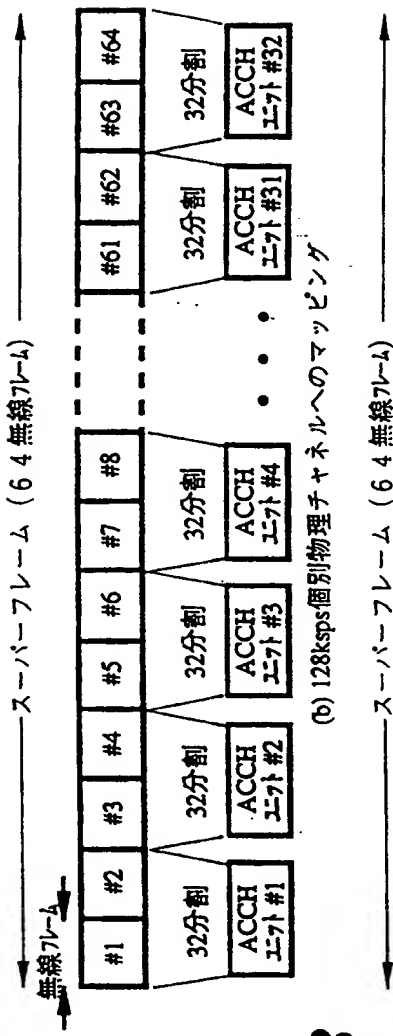 スーパーフレーム (64無線フレーム)
無線フレーム
#1 #2 #3 #4 #5 #6 #7 #8 #61 #62 #63 #64
32分割 32分割 32分割 32分割 32分割 32分割
ACCH ACCH ACCH ACCH ACCH ACCH
ユニット #1 ユニット #2 ユニット #3 ユニット #4 ユニット #31 ユニット #32
(b) 128ksps個別物理チャネルへのマッピング
スーパーフレーム (64無線フレーム)